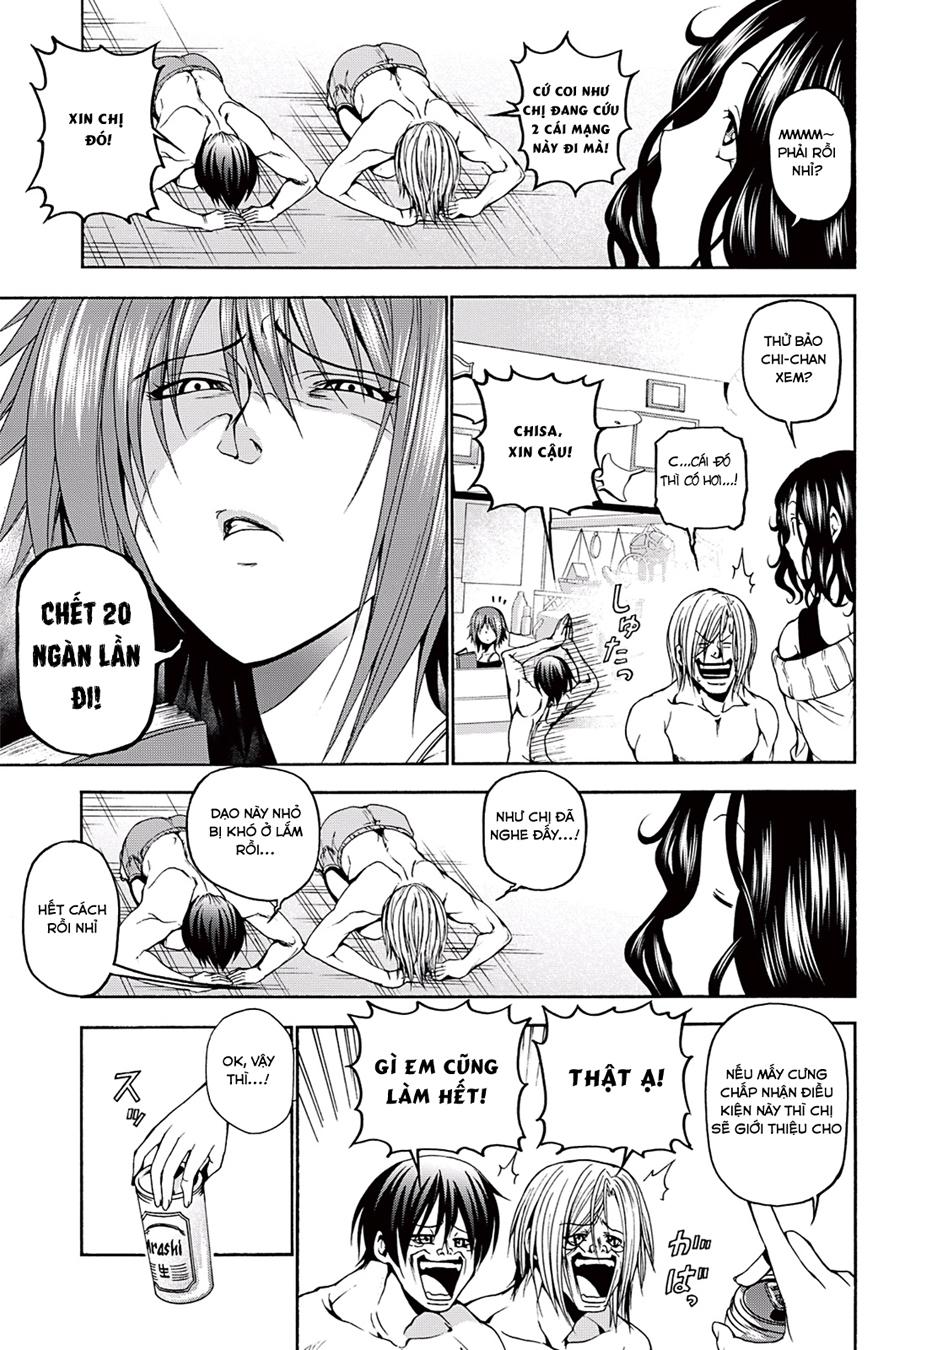 MMMM~
PHẢI RỒI
NHỈ?
CỨ COI NHƯ
CHỊ ĐANG CỨU
2 CÁI MẠNG
NÀY ĐI MÀ!
XIN CHỊ
ĐÓ!
THỬ BẢO
CHI-CHAN
XEM?
C...CÁI ĐÓ
THÌ CÓ HƠI...!
CHISA,
XIN CẬU!
しゅたっ
CHẾT 20
NGÀN LẦN
ĐI!
NHƯ CHỊ ĐÃ
NGHE ĐẤY...!
DẠO NÀY NHỎ
BỊ KHÓ Ở LẮM
RỒI...
HẾT CÁCH
RỒI NHỈ
NẾU MẤY CƯNG
CHẤP NHẬN ĐIỀU
KIỆN NÀY THÌ CHỊ
SẼ GIỚI THIỆU CHO
THẬT Ạ!
GÌ EM CŨNG
LÀM HẾT!
ガバっ
OK, VẬY
THÌ...!
スッ
Arashi
生